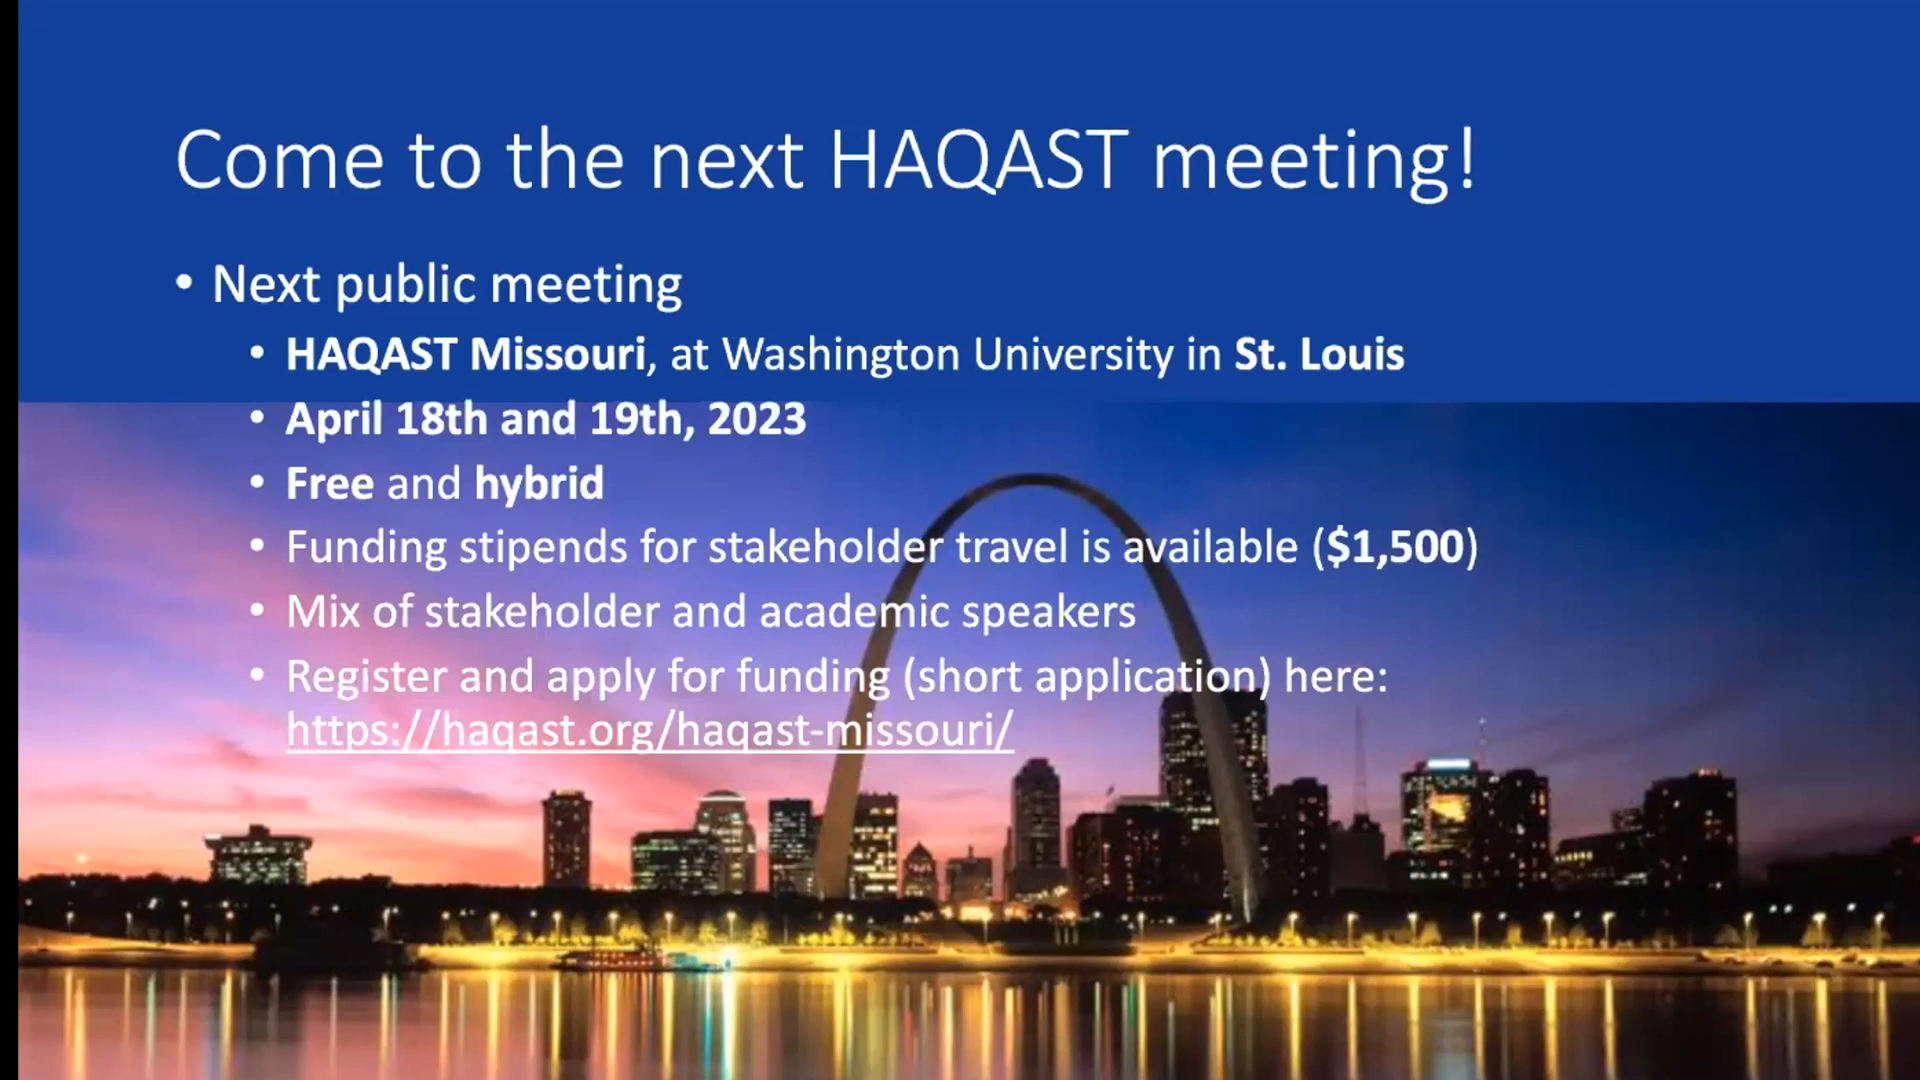 Come to the next HAQAST meeting!
• Next public meeting
• HAQAST Missouri, at Washington University in St. Louis
• April 18th and 19th, 2023
• Free and hybrid
• Funding stipends for stakeholder travel is available ($1,500)
• Mix of stakeholder and academic speakers
• Register and apply for funding (short application) here:
https://haqast.org/haqast-missouri/